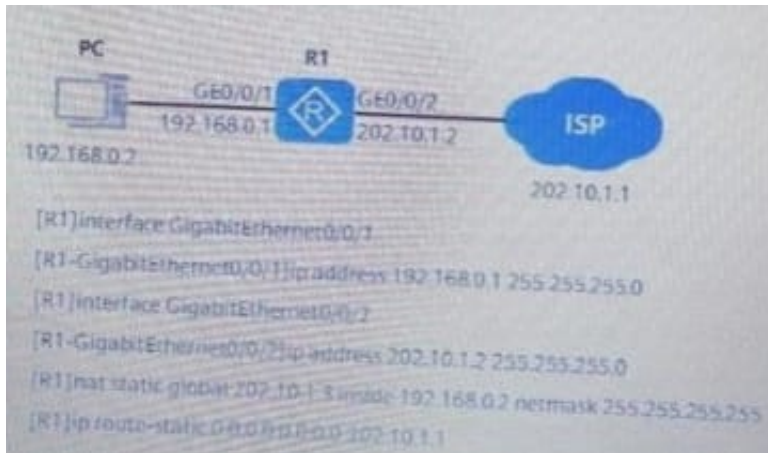 PC
R1
GE0/0/1
GE0/0/2
192.168.0.1
202.10.1.2
ISP
192.168.0.2
202.10.1.1
[R1]interface GigabitEthernet0/0/1
[R1-GigabitEthernet0/0/1]ip address 192.168.0.1 255.255.255.0
[R1]interface GigabitEthernet0/0/2
[R1-GigabitEthernet0/0/2]ip address 202.10.1.2 255.255.255.0
[R1]nat static global 202.10.1.3 inside 192.168.0.2 netmask 255.255.255.255
[R1]ip route-static 0.0.0.0 0.0.0.0 202.10.1.1